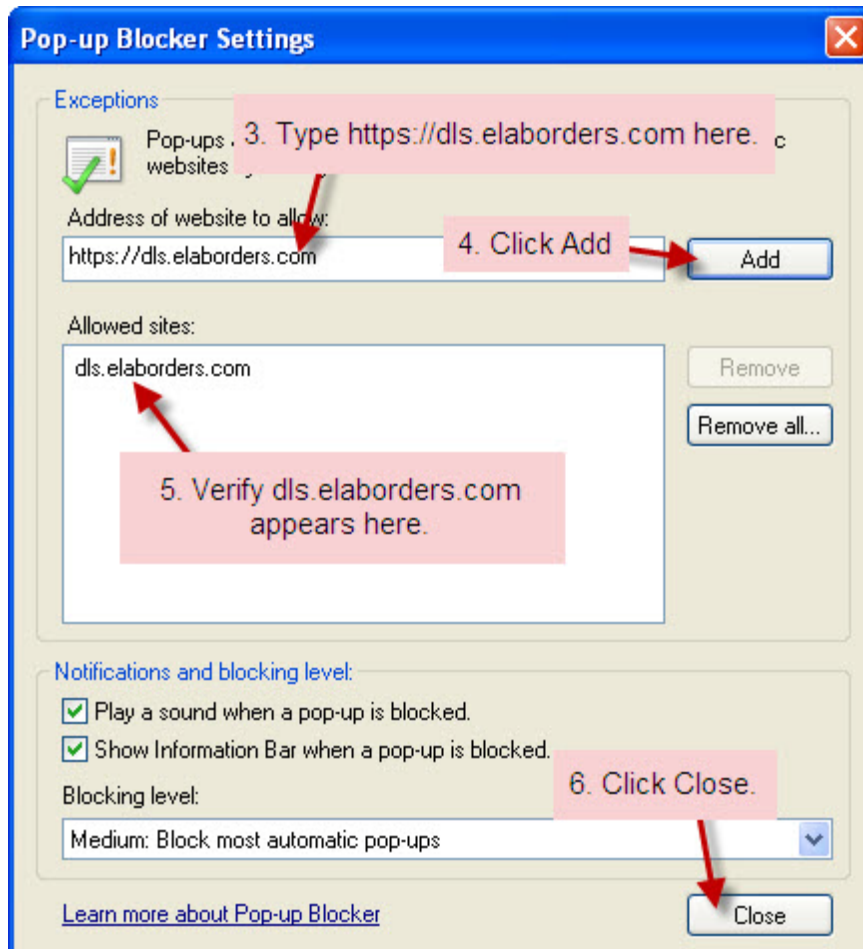 Pop-up Blocker Settings
Exceptions
3. Type https://dls.elaborders.com here.
Pop-ups
websites
Address of website to allow:
https://dls.elaborders.com
4. Click Add
Add
Allowed sites:
dls.elaborders.com
Remove
Remove all...
5. Verify dls.elaborders.com
appears here.
Notifications and blocking level:
Play a sound when a pop-up is blocked.
Show Information Bar when a pop-up is blocked.
6. Click Close.
Blocking level:
Medium: Block most automatic pop-ups
Learn more about Pop-up Blocker
Close